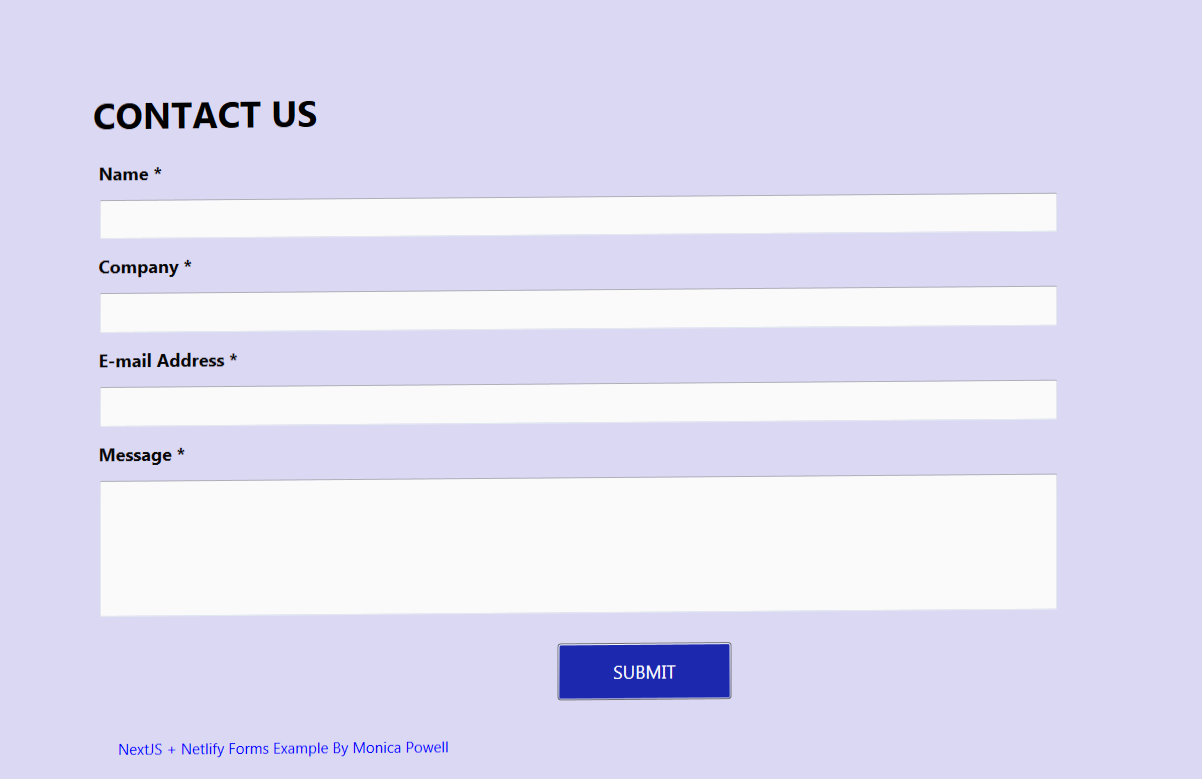 CONTACT US
Name *
Company *
E-mail Address *
Message *
SUBMIT
NextJS + Netlify Forms Example By Monica Powell